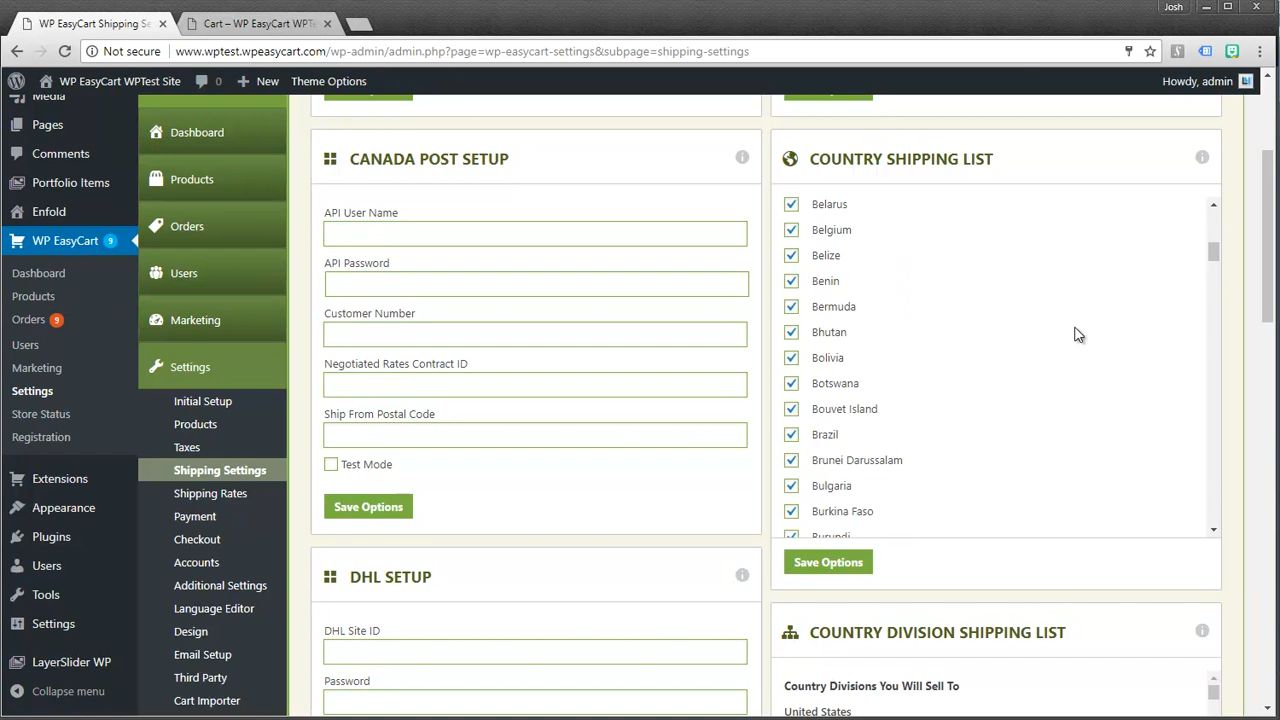 Josh
WP EasyCart Shipping Se
Cart – WP EasyCart WPTe
Not secure www.wptest.wpeasycart.com/wp-admin/admin.php?page=wp-easycart-settings&subpage=shipping-settings
WP EasyCart WPTest Site 0 New Theme Options Howdy, admin
Media
Pages
Comments
Portfolio Items
Enfold
WP EasyCart 9
Dashboard
Products
Orders 9
Users
Marketing
Settings
Store Status
Registration
Extensions
Appearance
Plugins
Users
Tools
Settings
LayerSlider WP
Collapse menu
Dashboard
Products
Orders
Users
Marketing
Settings
Initial Setup
Products
Taxes
Shipping Settings
Shipping Rates
Payment
Checkout
Accounts
Additional Settings
Language Editor
Design
Email Setup
Third Party
Cart Importer
CANADA POST SETUP
API User Name
API Password
Customer Number
Negotiated Rates Contract ID
Ship From Postal Code
Test Mode
Save Options
DHL SETUP
DHL Site ID
Password
COUNTRY SHIPPING LIST
Belarus
Belgium
Belize
Benin
Bermuda
Bhutan
Bolivia
Botswana
Bouvet Island
Brazil
Brunei Darussalam
Bulgaria
Burkina Faso
Burundi
Save Options
COUNTRY DIVISION SHIPPING LIST
Country Divisions You Will Sell To
United States